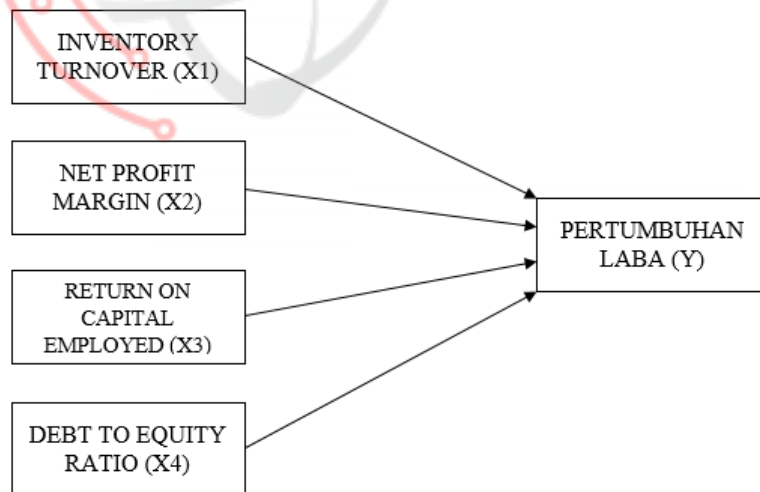 INVENTORY
TURNOVER (X1)
NET PROFIT
MARGIN (X2)
RETURN ON
CAPITAL
EMPLOYED (X3)
DEBT TO EQUITY
RATIO (X4)
PERTUMBUHAN
LABA (Y)